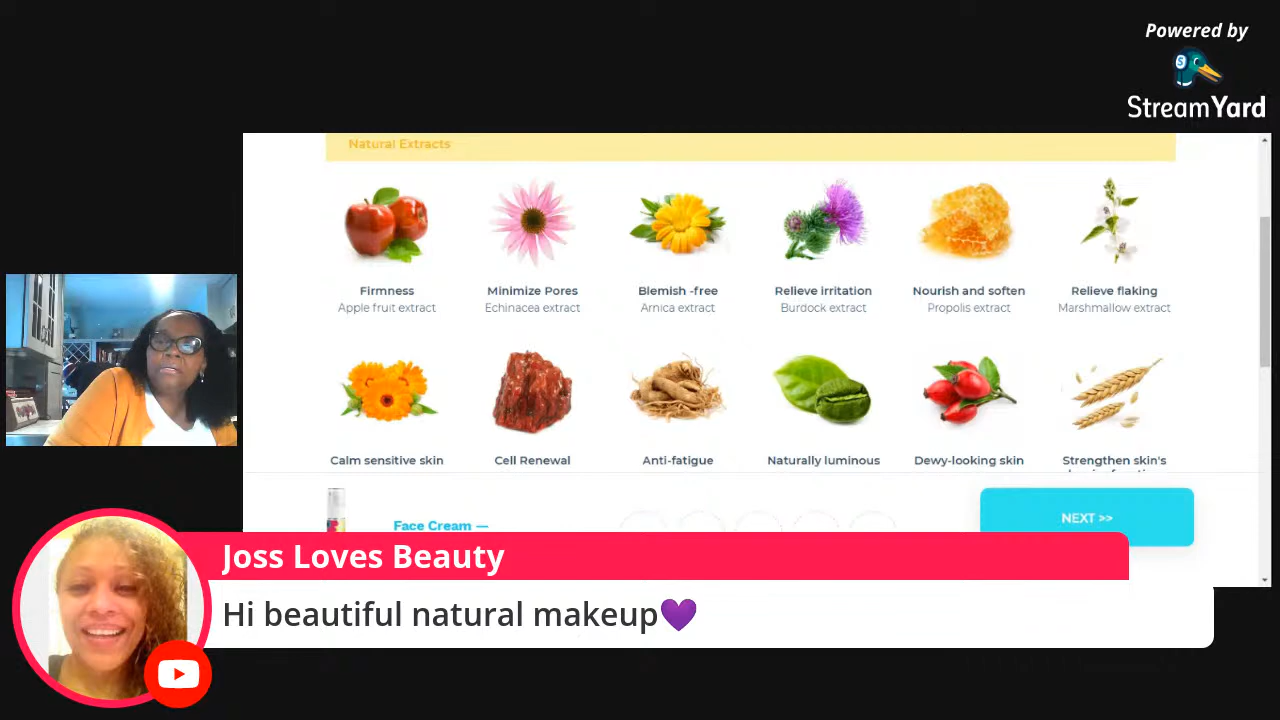 Powered by
StreamYard
Natural Extracts
Firmness
Apple fruit extract
Minimize Pores
Echinacea extract
Blemish -free
Arnica extract
Relieve irritation
Burdock extract
Nourish and soften
Propolis extract
Relieve flaking
Marshmallow extract
Calm sensitive skin
Cell Renewal
Anti-fatigue
Naturally luminous
Dewy-looking skin
Strengthen skin's
Face Cream —
NEXT >>
Joss Loves Beauty
Hi beautiful natural makeup💜